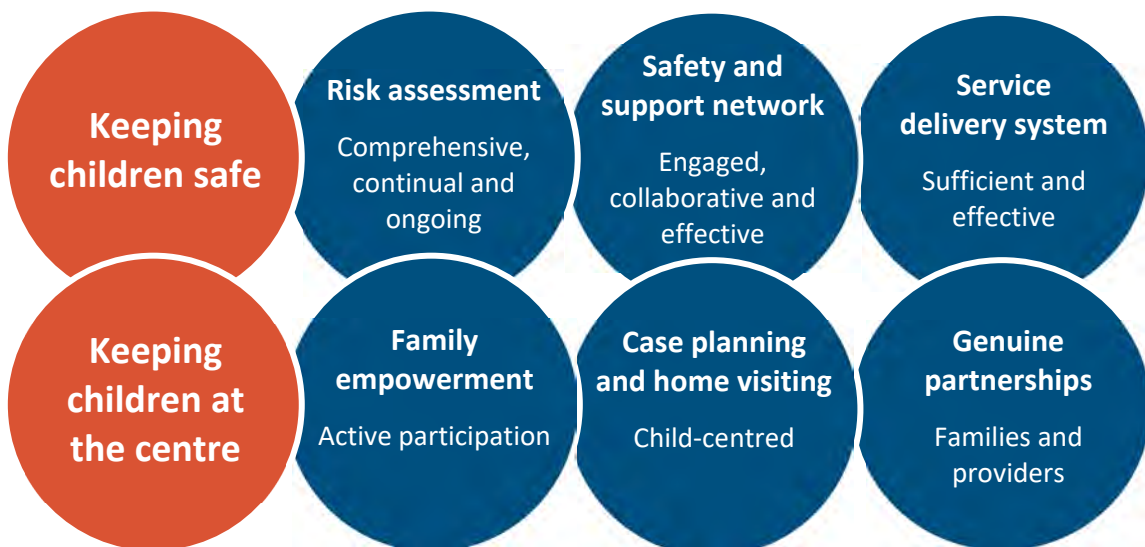 Keeping
children safe
Risk assessment
Comprehensive,
continual and
ongoing
Safety and
support network
Engaged,
collaborative and
effective
Service
delivery system
Sufficient and
effective
Keeping
children at
the centre
Family
empowerment
Active participation
Case planning
and home visiting
Child-centred
Genuine
partnerships
Families and
providers